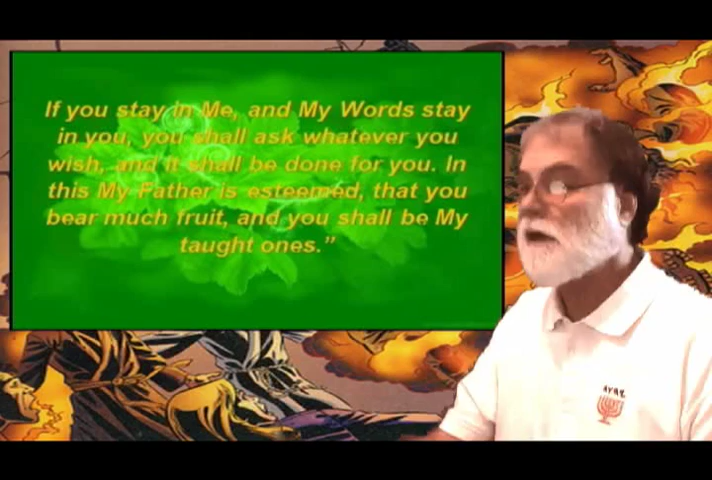 If you stay in Me, and My Words stay
in you, you shall ask whatever you
wish, and it shall be done for you. In
this My Father is esteemed, that you
bear much fruit, and you shall be My
taught ones.”